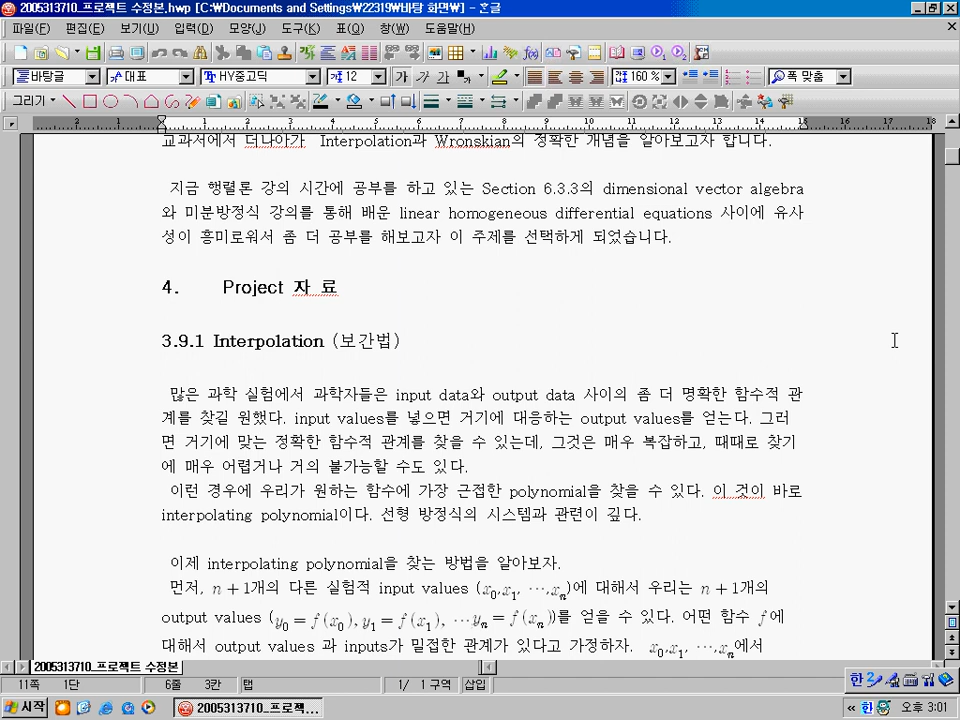 2005313710_프로젝트 수정본.hwp [C:₩Documents and Settings₩22319₩바탕 화면₩] - 흔글
파일(F) 편집(E) 보기(U) 입력(D) 모양(J) 도구(K) 표(Q) 창(W) 도움말(H)
바탕글 대표 HY중고딕 12 가 가 가 160 % 폭 맞춤
그리기
2 1 1 2 3 4 5 6 7 8 9 10 11 12 13 14 15 16 17 18
교과서에서 더나아가 Interpolation과 Wronskian의 정확한 개념을 알아보고자 합니다.
지금 행렬론 강의 시간에 공부를 하고 있는 Section 6.3.3의 dimensional vector algebra
와 미분방정식 강의를 통해 배운 linear homogeneous differential equations 사이에 유사
성이 흥미로워서 좀 더 공부를 해보고자 이 주제를 선택하게 되었습니다.
4. Project 자 료
3.9.1 Interpolation (보간법)
많은 과학 실험에서 과학자들은 input data와 output data 사이의 좀 더 명확한 함수적 관
계를 찾길 원했다. input values를 넣으면 거기에 대응하는 output values를 얻는다. 그러
면 거기에 맞는 정확한 함수적 관계를 찾을 수 있는데, 그것은 매우 복잡하고, 때때로 찾기
에 매우 어렵거나 거의 불가능할 수도 있다.
이런 경우에 우리가 원하는 함수에 가장 근접한 polynomial을 찾을 수 있다. 이 것이 바로
interpolating polynomial이다. 선형 방정식의 시스템과 관련이 깊다.
이제 interpolating polynomial을 찾는 방법을 알아보자.
먼저, n+1개의 다른 실험적 input values (x₀,x₁, ⋯,xₙ)에 대해서 우리는 n+1개의
output values (y₀=f(x₀),y₁=f(x₁), ⋯yₙ=f(xₙ))를 얻을 수 있다. 어떤 함수 f에
대해서 output values 과 inputs가 밀접한 관계가 있다고 가정하자. x₀,x₁, ⋯,xₙ에서
2005313710_프로젝트 수정본
11쪽 1단 6줄 3칸 탭 1/ 1 구역 삽입
시작 2005313710_프로젝... 한 오후 3:01